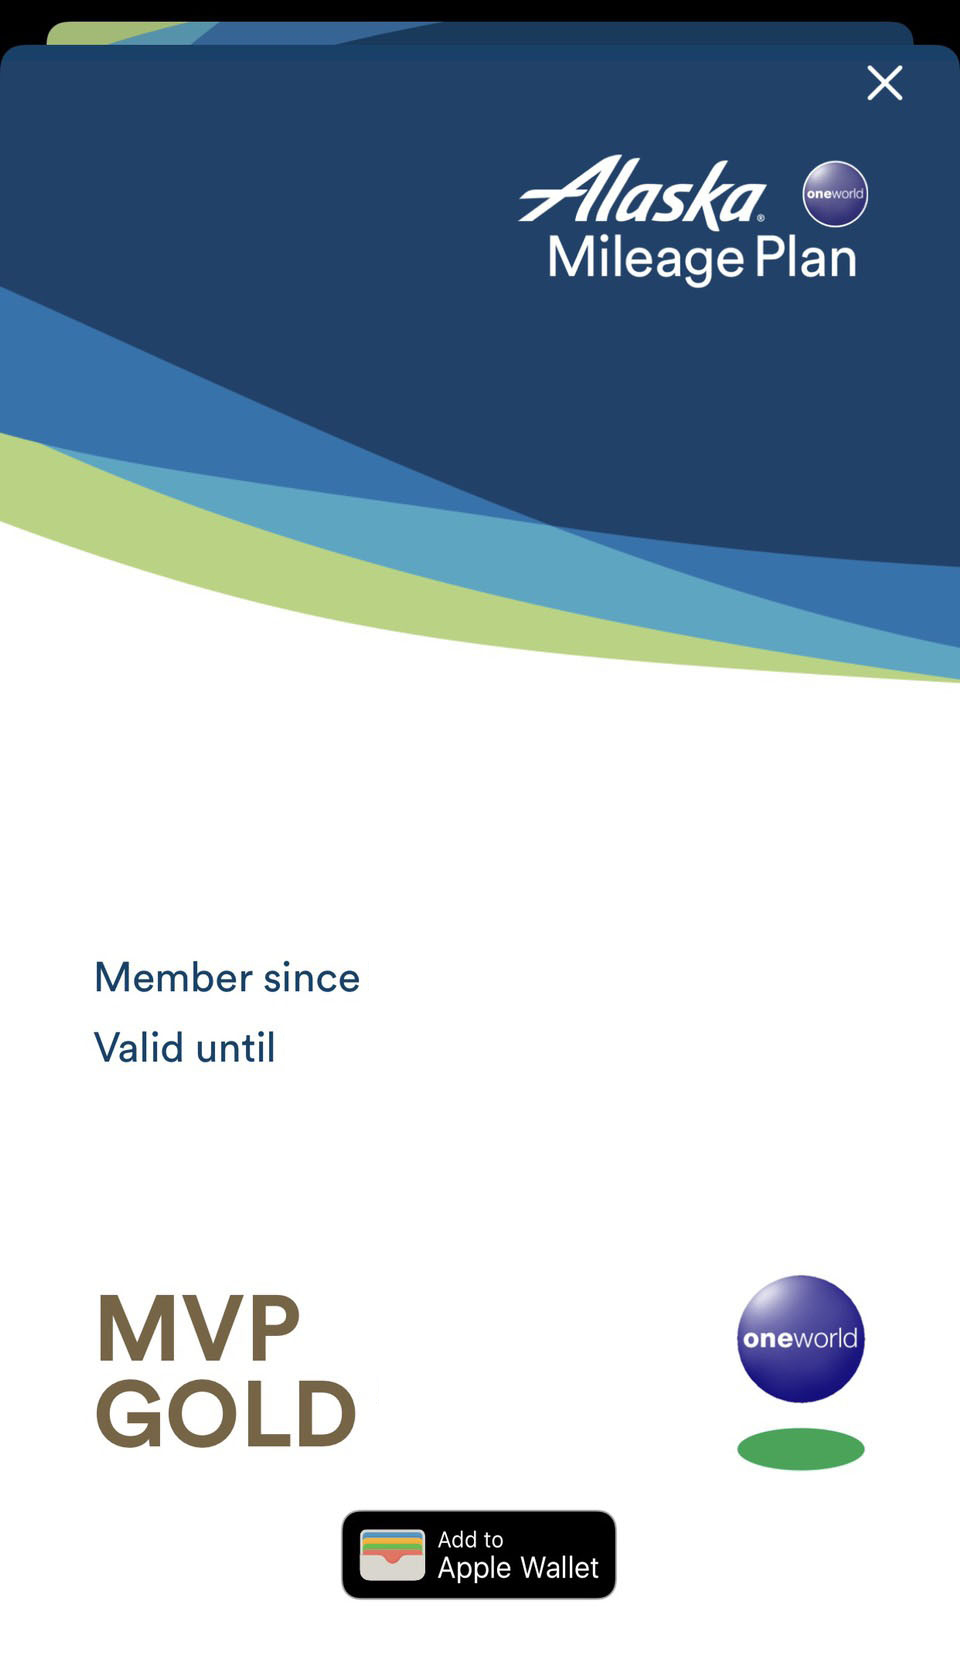 Alaska®
oneworld
Mileage Plan
Member since
Valid until
MVP
GOLD
oneworld
Add to
Apple Wallet